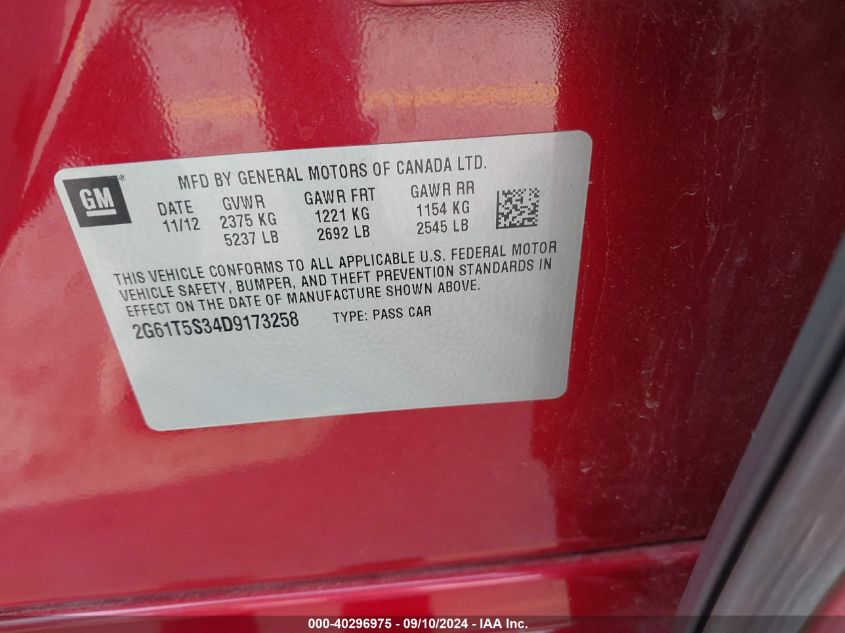 GM
MFD BY GENERAL MOTORS OF CANADA LTD.
DATE GVWR GAWR FRT GAWR RR
11/12 2375 KG 1221 KG 1154 KG
5237 LB 2692 LB 2545 LB
THIS VEHICLE CONFORMS TO ALL APPLICABLE U.S. FEDERAL MOTOR
VEHICLE SAFETY, BUMPER, AND THEFT PREVENTION STANDARDS IN
EFFECT ON THE DATE OF MANUFACTURE SHOWN ABOVE.
2G61T5S34D9173258 TYPE: PASS CAR
000-40296975 - 09/10/2024 - IAA Inc.